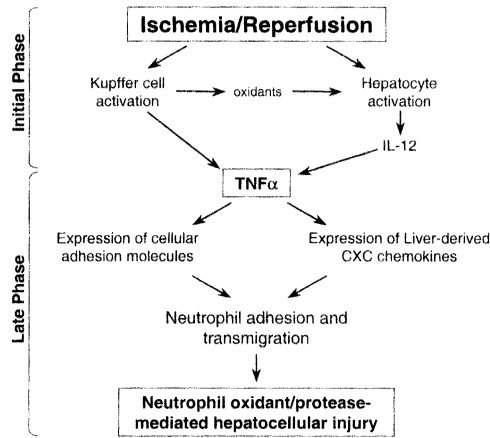 Ischemia/Reperfusion
Initial Phase
Kupffer cell
activation
oxidants
Hepatocyte
activation
IL-12
TNFα
Late Phase
Expression of cellular
adhesion molecules
Expression of Liver-derived
CXC chemokines
Neutrophil adhesion and
transmigration
Neutrophil oxidant/protease-
mediated hepatocellular injury